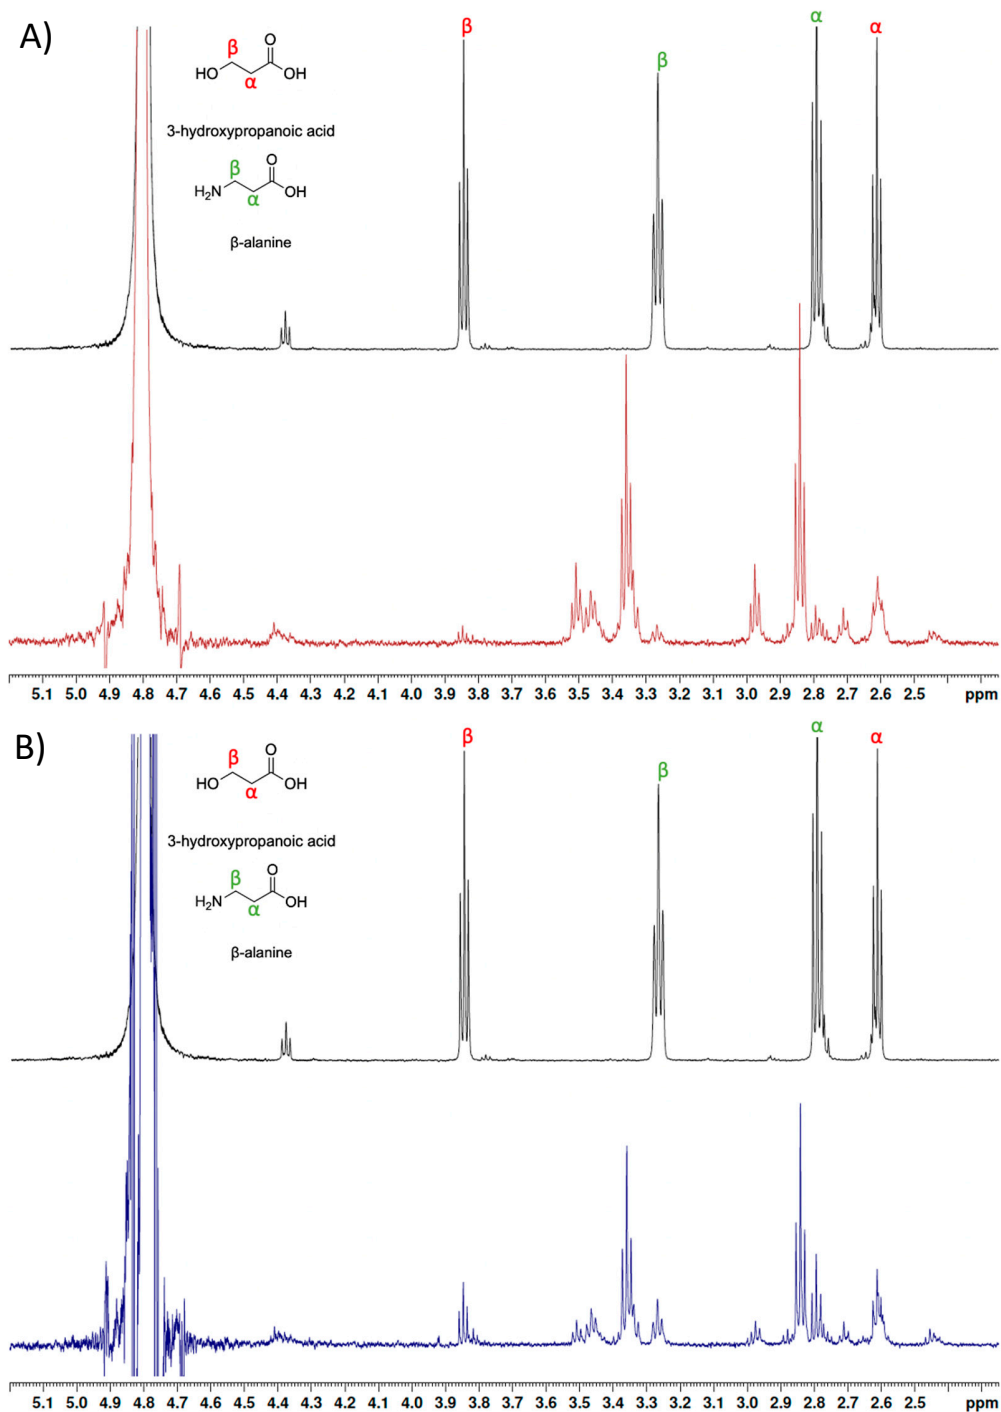 A)
β α
β α
β O
HO α OH
3-hydroxypropanoic acid
β O
H₂N α OH
β-alanine
5.1 5.0 4.9 4.8 4.7 4.6 4.5 4.4 4.3 4.2 4.1 4.0 3.9 3.8 3.7 3.6 3.5 3.4 3.3 3.2 3.1 3.0 2.9 2.8 2.7 2.6 2.5 ppm
B)
β β α α
β O
HO α OH
3-hydroxypropanoic acid
β O
H₂N α OH
β-alanine
5.1 5.0 4.9 4.8 4.7 4.6 4.5 4.4 4.3 4.2 4.1 4.0 3.9 3.8 3.7 3.6 3.5 3.4 3.3 3.2 3.1 3.0 2.9 2.8 2.7 2.6 2.5 ppm